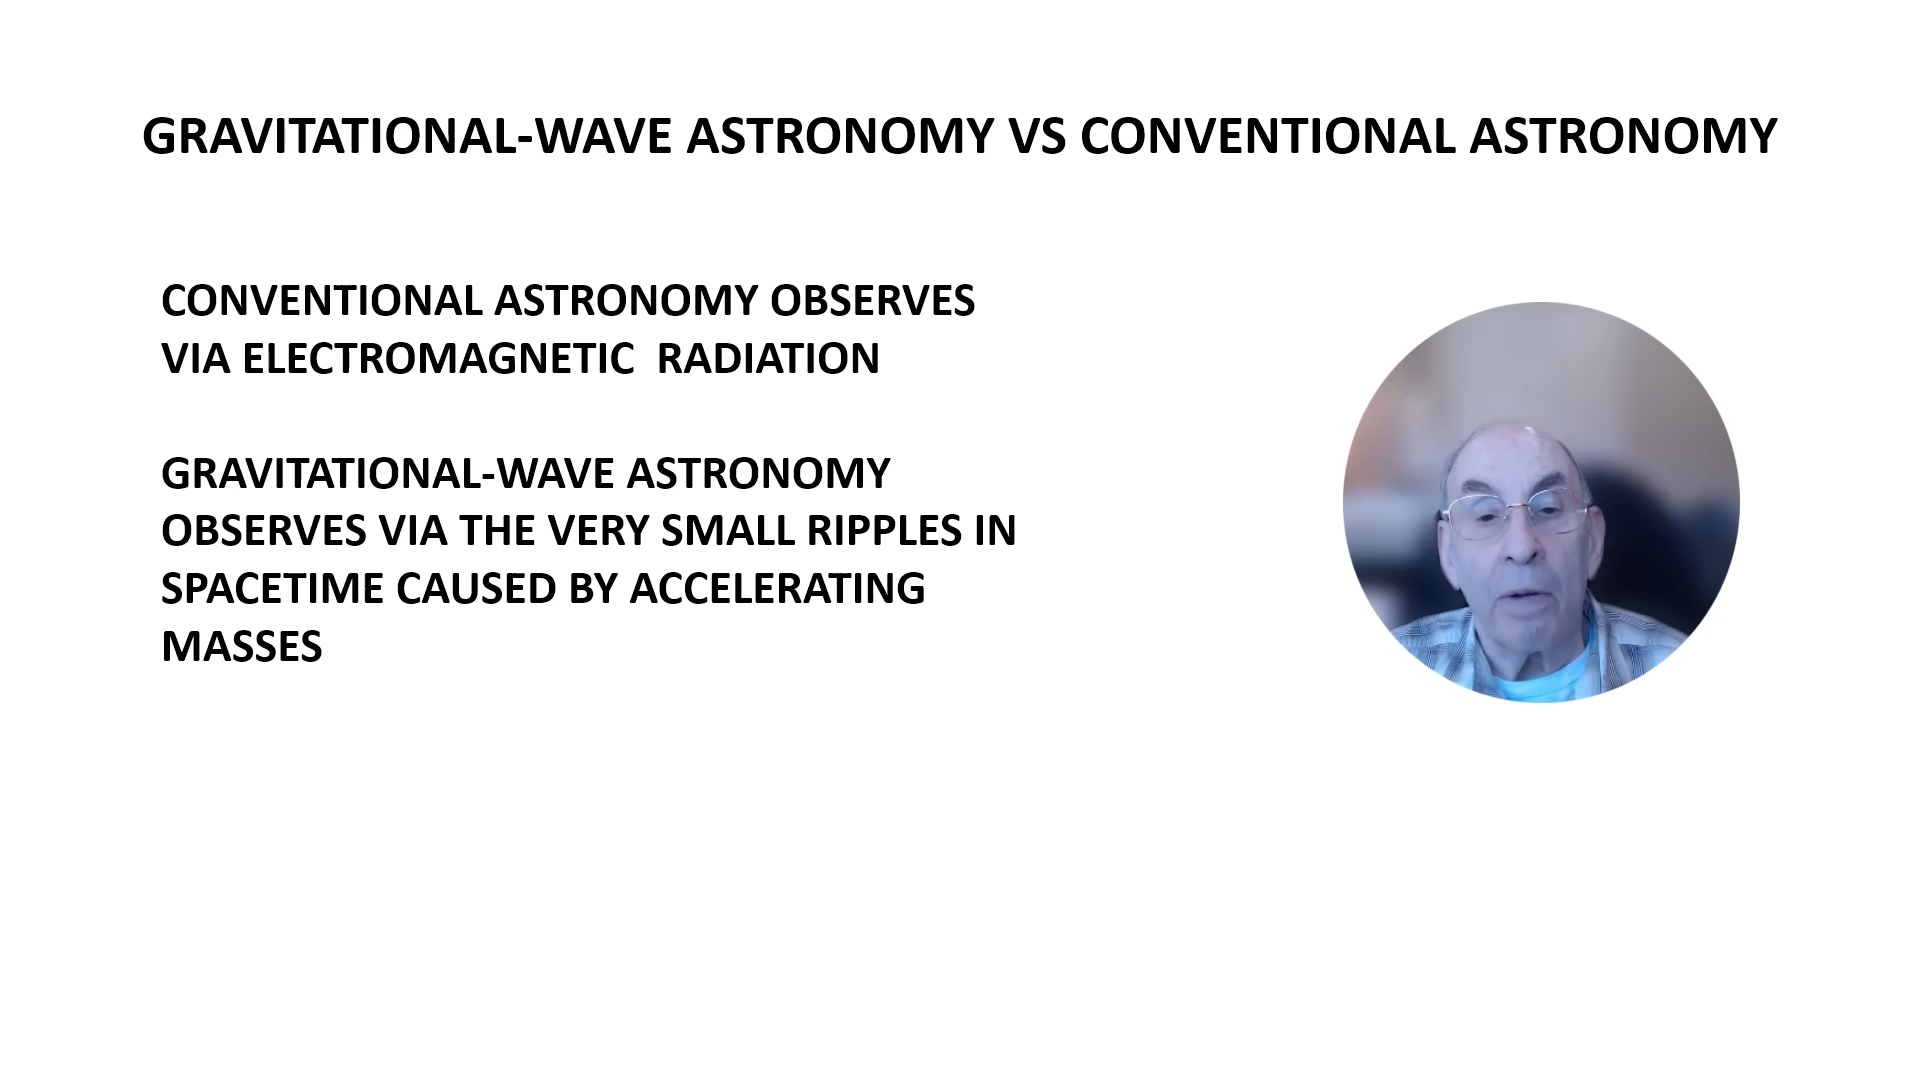 GRAVITATIONAL-WAVE ASTRONOMY VS CONVENTIONAL ASTRONOMY
CONVENTIONAL ASTRONOMY OBSERVES
VIA ELECTROMAGNETIC  RADIATION
GRAVITATIONAL-WAVE ASTRONOMY
OBSERVES VIA THE VERY SMALL RIPPLES IN
SPACETIME CAUSED BY ACCELERATING
MASSES